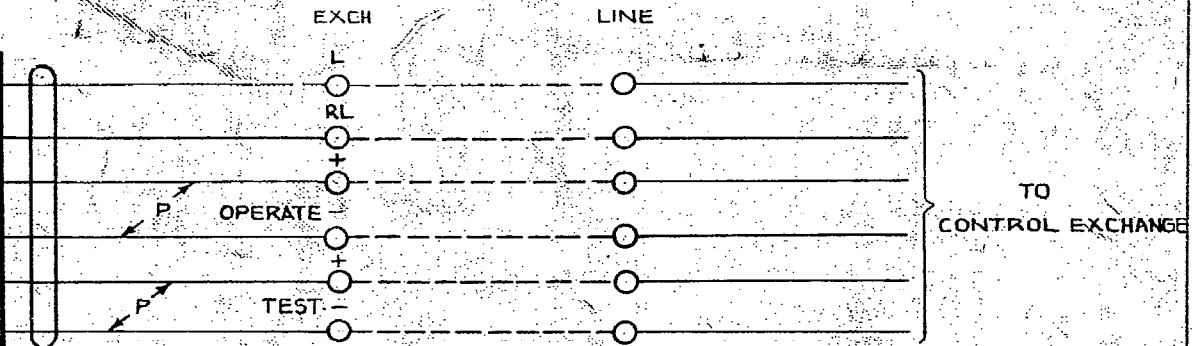 EXCH LINE
L
RL
+
P OPERATE -
+
P TEST -
TO
CONTROL EXCHANGE